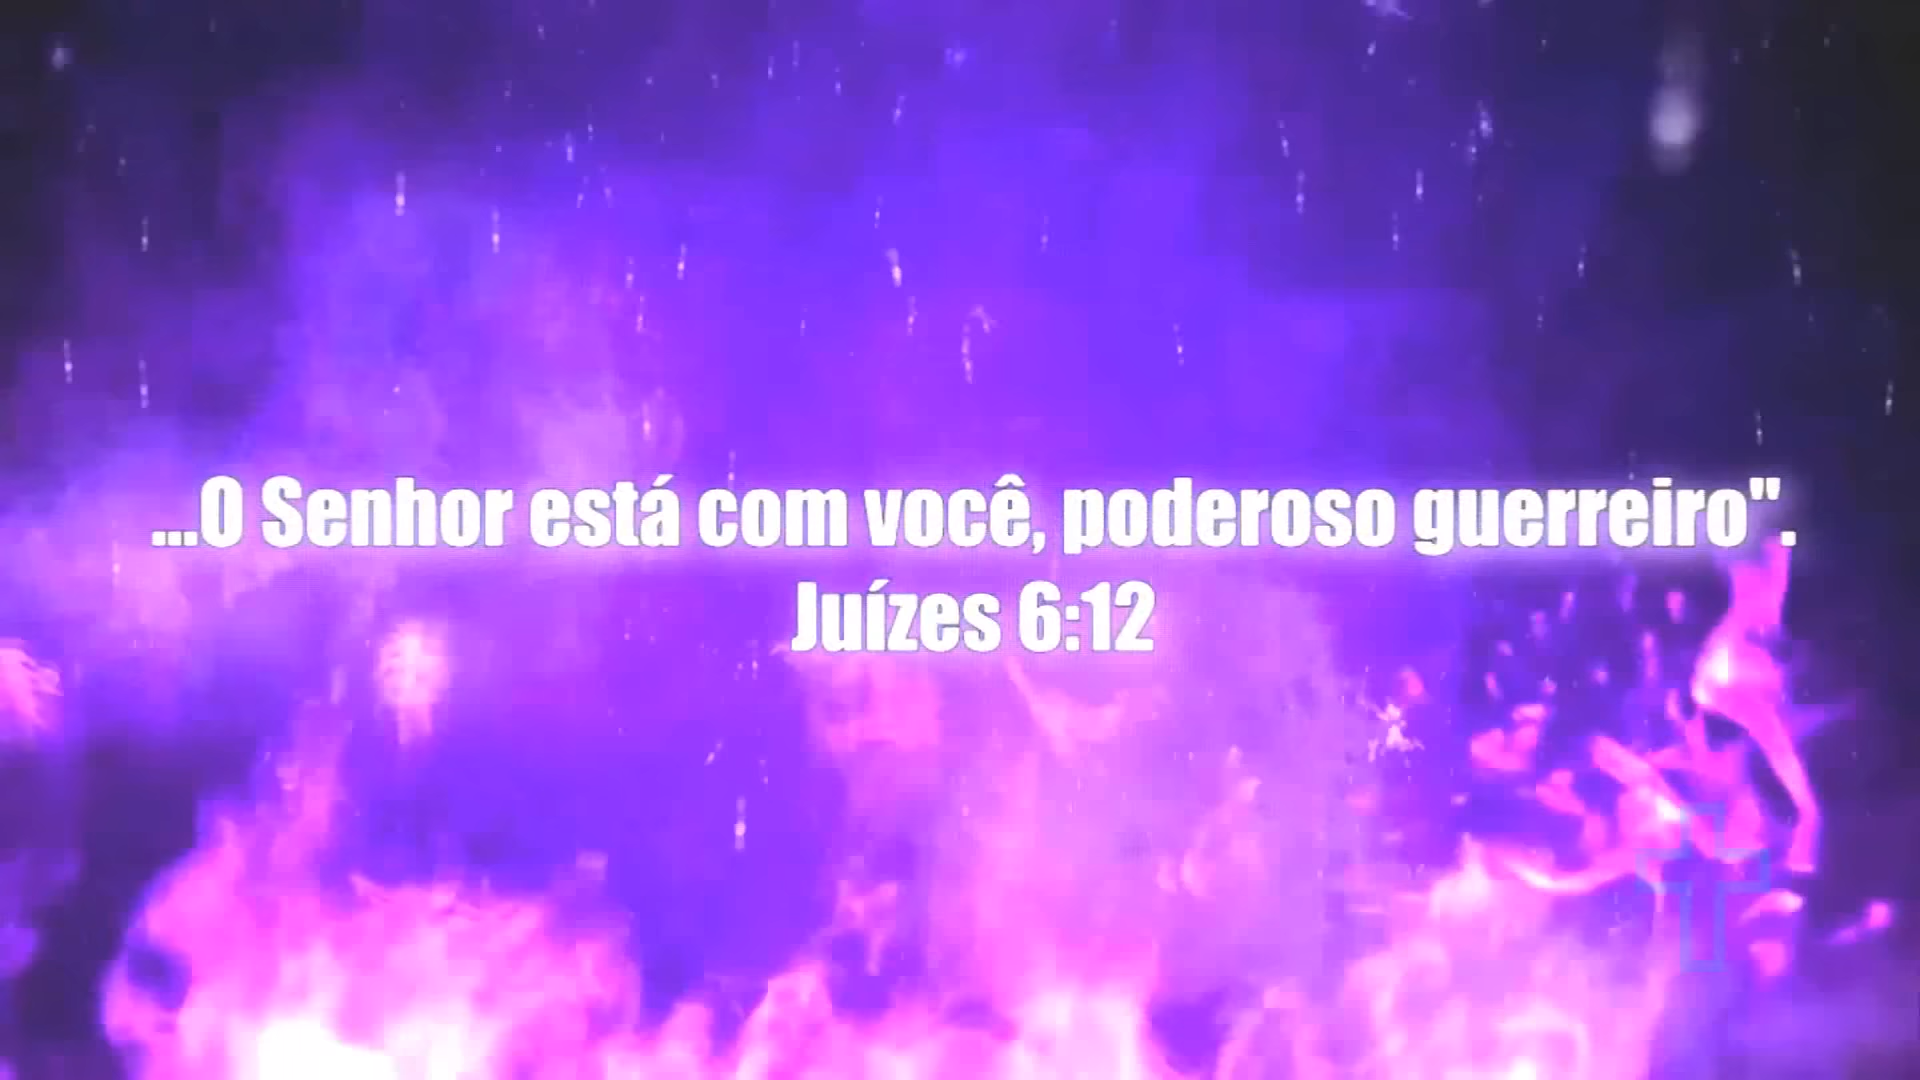 ...O Senhor está com você, poderoso guerreiro".
Juízes 6:12